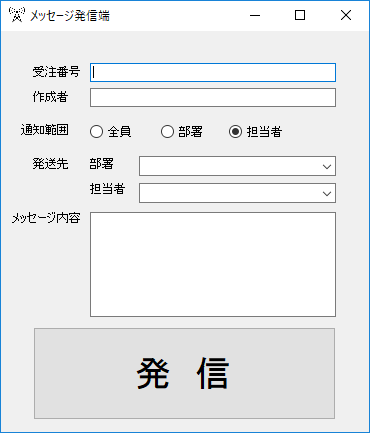 メッセージ発信端
受注番号
作成者
通知範囲 全員 部署 担当者
発送先 部署
担当者
メッセージ内容
発 信